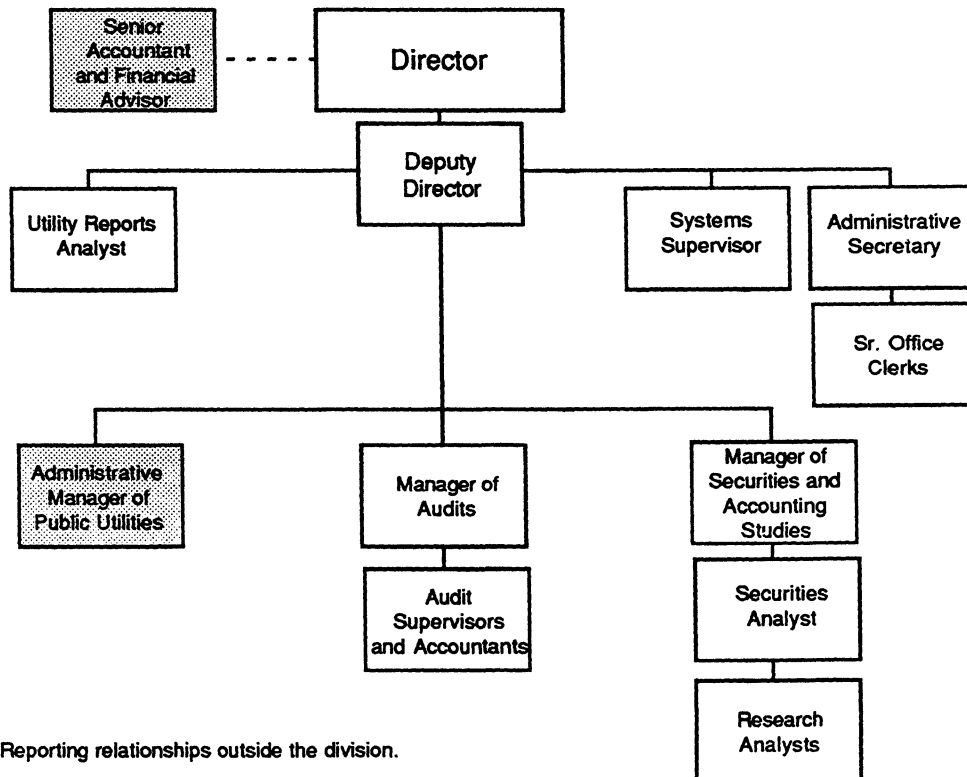 Senior
Accountant
and Financial
Advisor
Director
Deputy
Director
Utility Reports
Analyst
Systems
Supervisor
Administrative
Secretary
Sr. Office
Clerks
Administrative
Manager of
Public Utilities
Manager of
Audits
Manager of
Securities and
Accounting
Studies
Audit
Supervisors
and Accountants
Securities
Analyst
Research
Analysts
Reporting relationships outside the division.